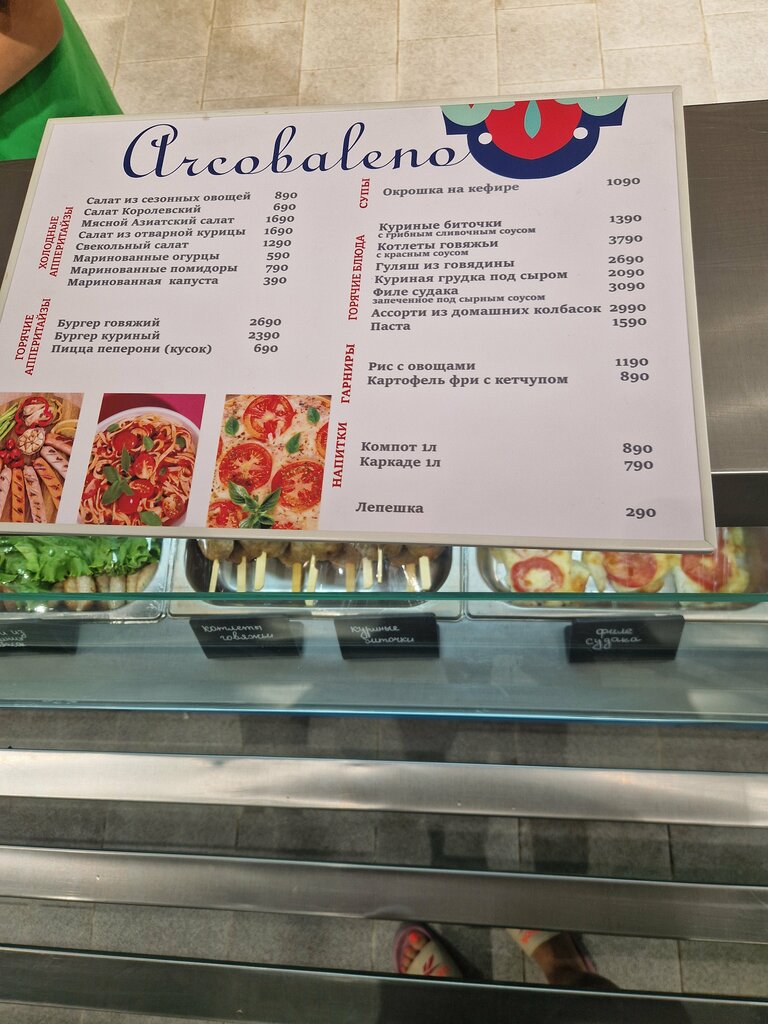 Arcobaleno
ХОЛОДНЫЕ
АППЕРИТАЙЗЫ
Салат из сезонных овощей 890
Салат Королевский 690
Мясной Азиатский салат 1690
Салат из отварной курицы 1690
Свекольный салат 1290
Маринованные огурцы 590
Маринованные помидоры 790
Маринованная капуста 390
ГОРЯЧИЕ
АППЕРИТАЙЗЫ
Бургер говяжий 2690
Бургер куриный 2390
Пицца пеперони (кусок) 690
СУПЫ
Окрошка на кефире 1090
ГОРЯЧИЕ БЛЮДА
Куриные биточки 1390
с грибным сливочным соусом
Котлеты говяжьи 3790
с красным соусом
Гуляш из говядины 2690
Куриная грудка под сыром 2090
Филе судака 3090
запеченное под сырным соусом
Ассорти из домашних колбасок 2990
Паста 1590
ГАРНИРЫ
Рис с овощами 1190
Картофель фри с кетчупом 890
НАПИТКИ
Компот 1л 890
Каркаде 1л 790
Лепешка 290
котлеты
говяжьи
куриные
биточки
филе
судака